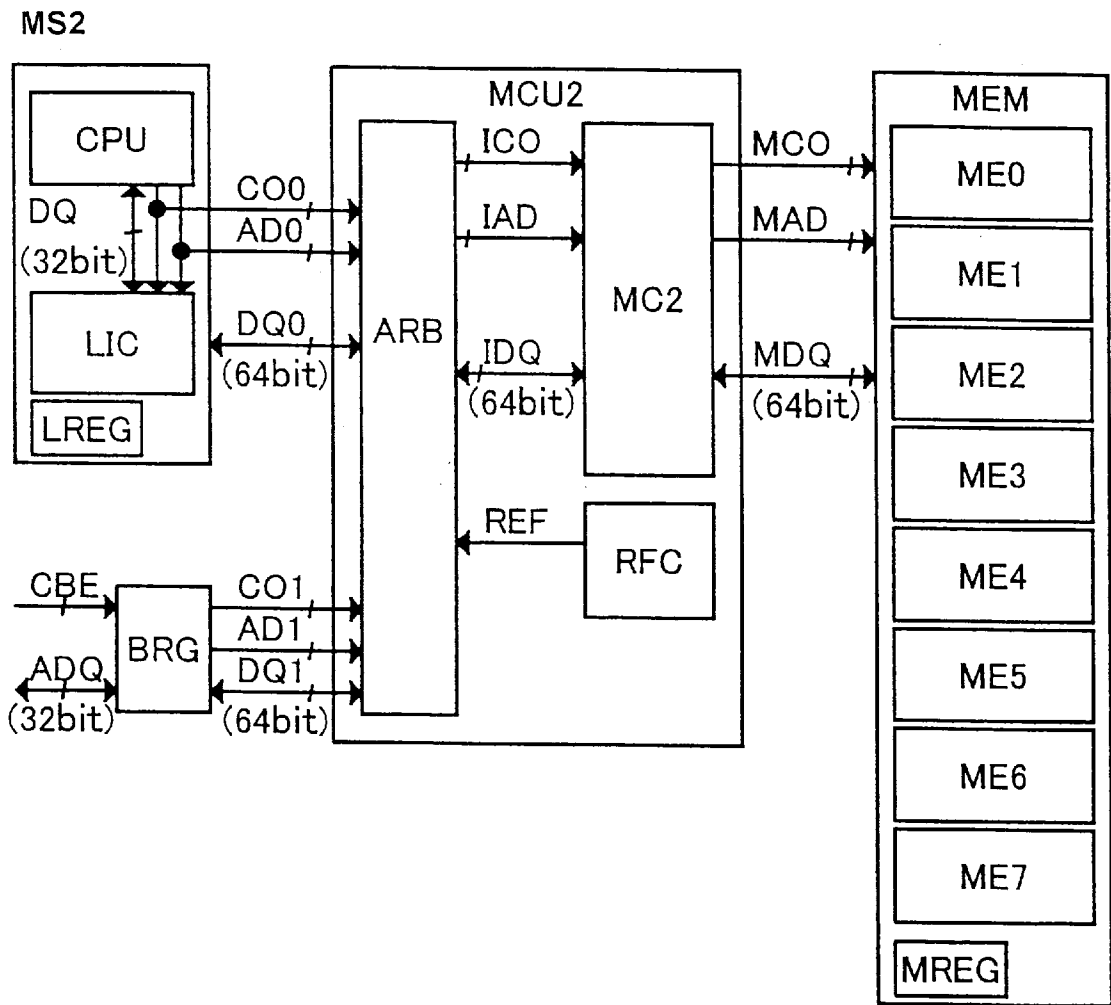 MS2
CPU
DQ
(32bit)
LIC
LREG
CO0
AD0
DQ0
(64bit)
CBE
ADQ
(32bit)
BRG
CO1
AD1
DQ1
(64bit)
MCU2
ARB
ICO
IAD
IDQ
(64bit)
REF
MC2
RFC
MCO
MAD
MDQ
(64bit)
MEM
ME0
ME1
ME2
ME3
ME4
ME5
ME6
ME7
MREG